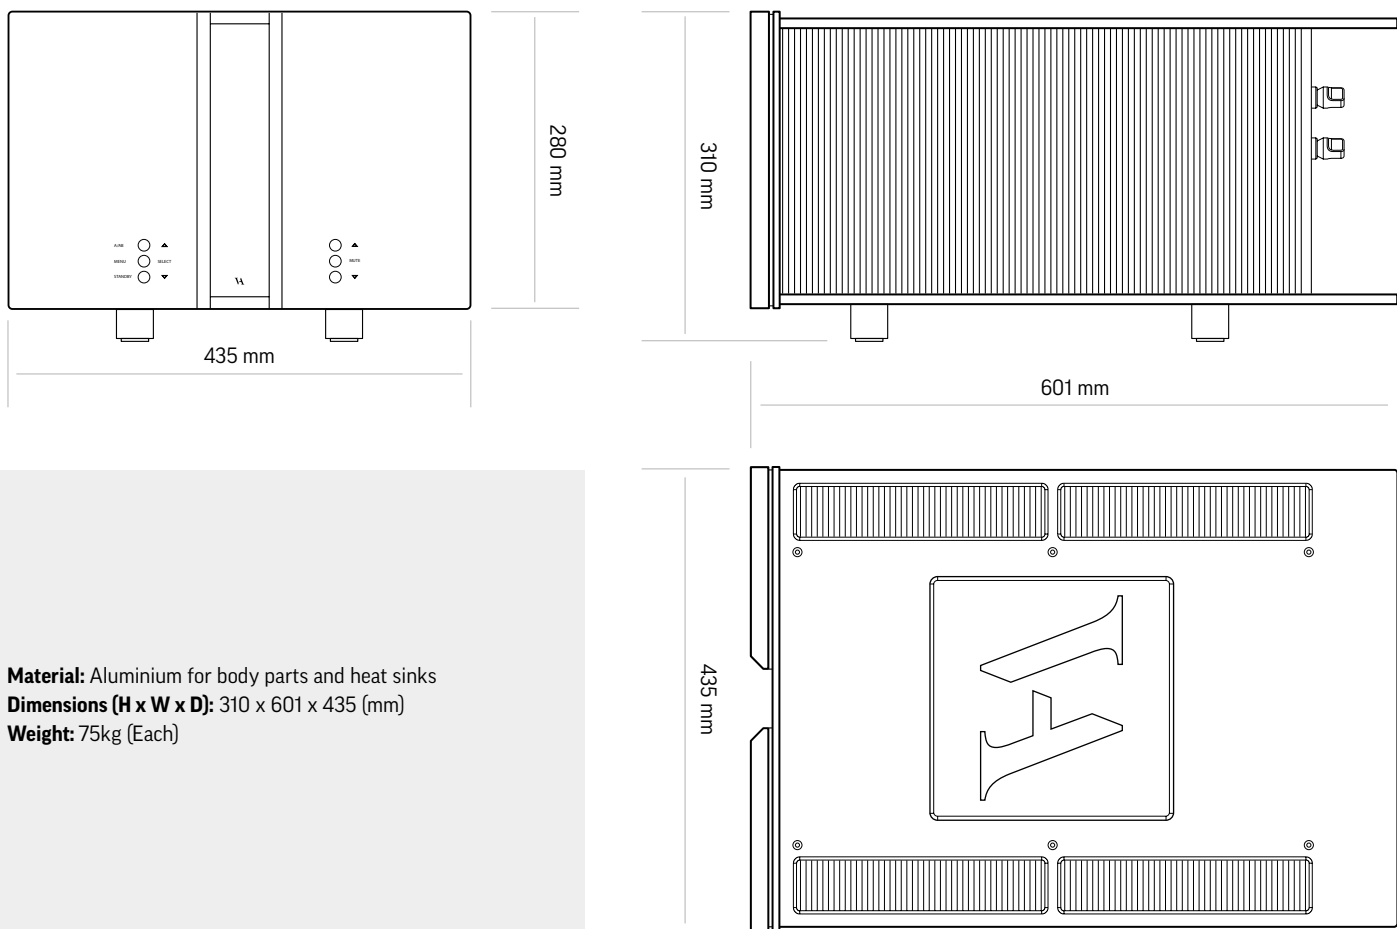 280 mm
310 mm
A/AB
MENU
SELECT
STANDBY
MUTE
435 mm
601 mm
435 mm
Material: Aluminium for body parts and heat sinks
Dimensions (H x W x D): 310 x 601 x 435 (mm)
Weight: 75kg (Each)